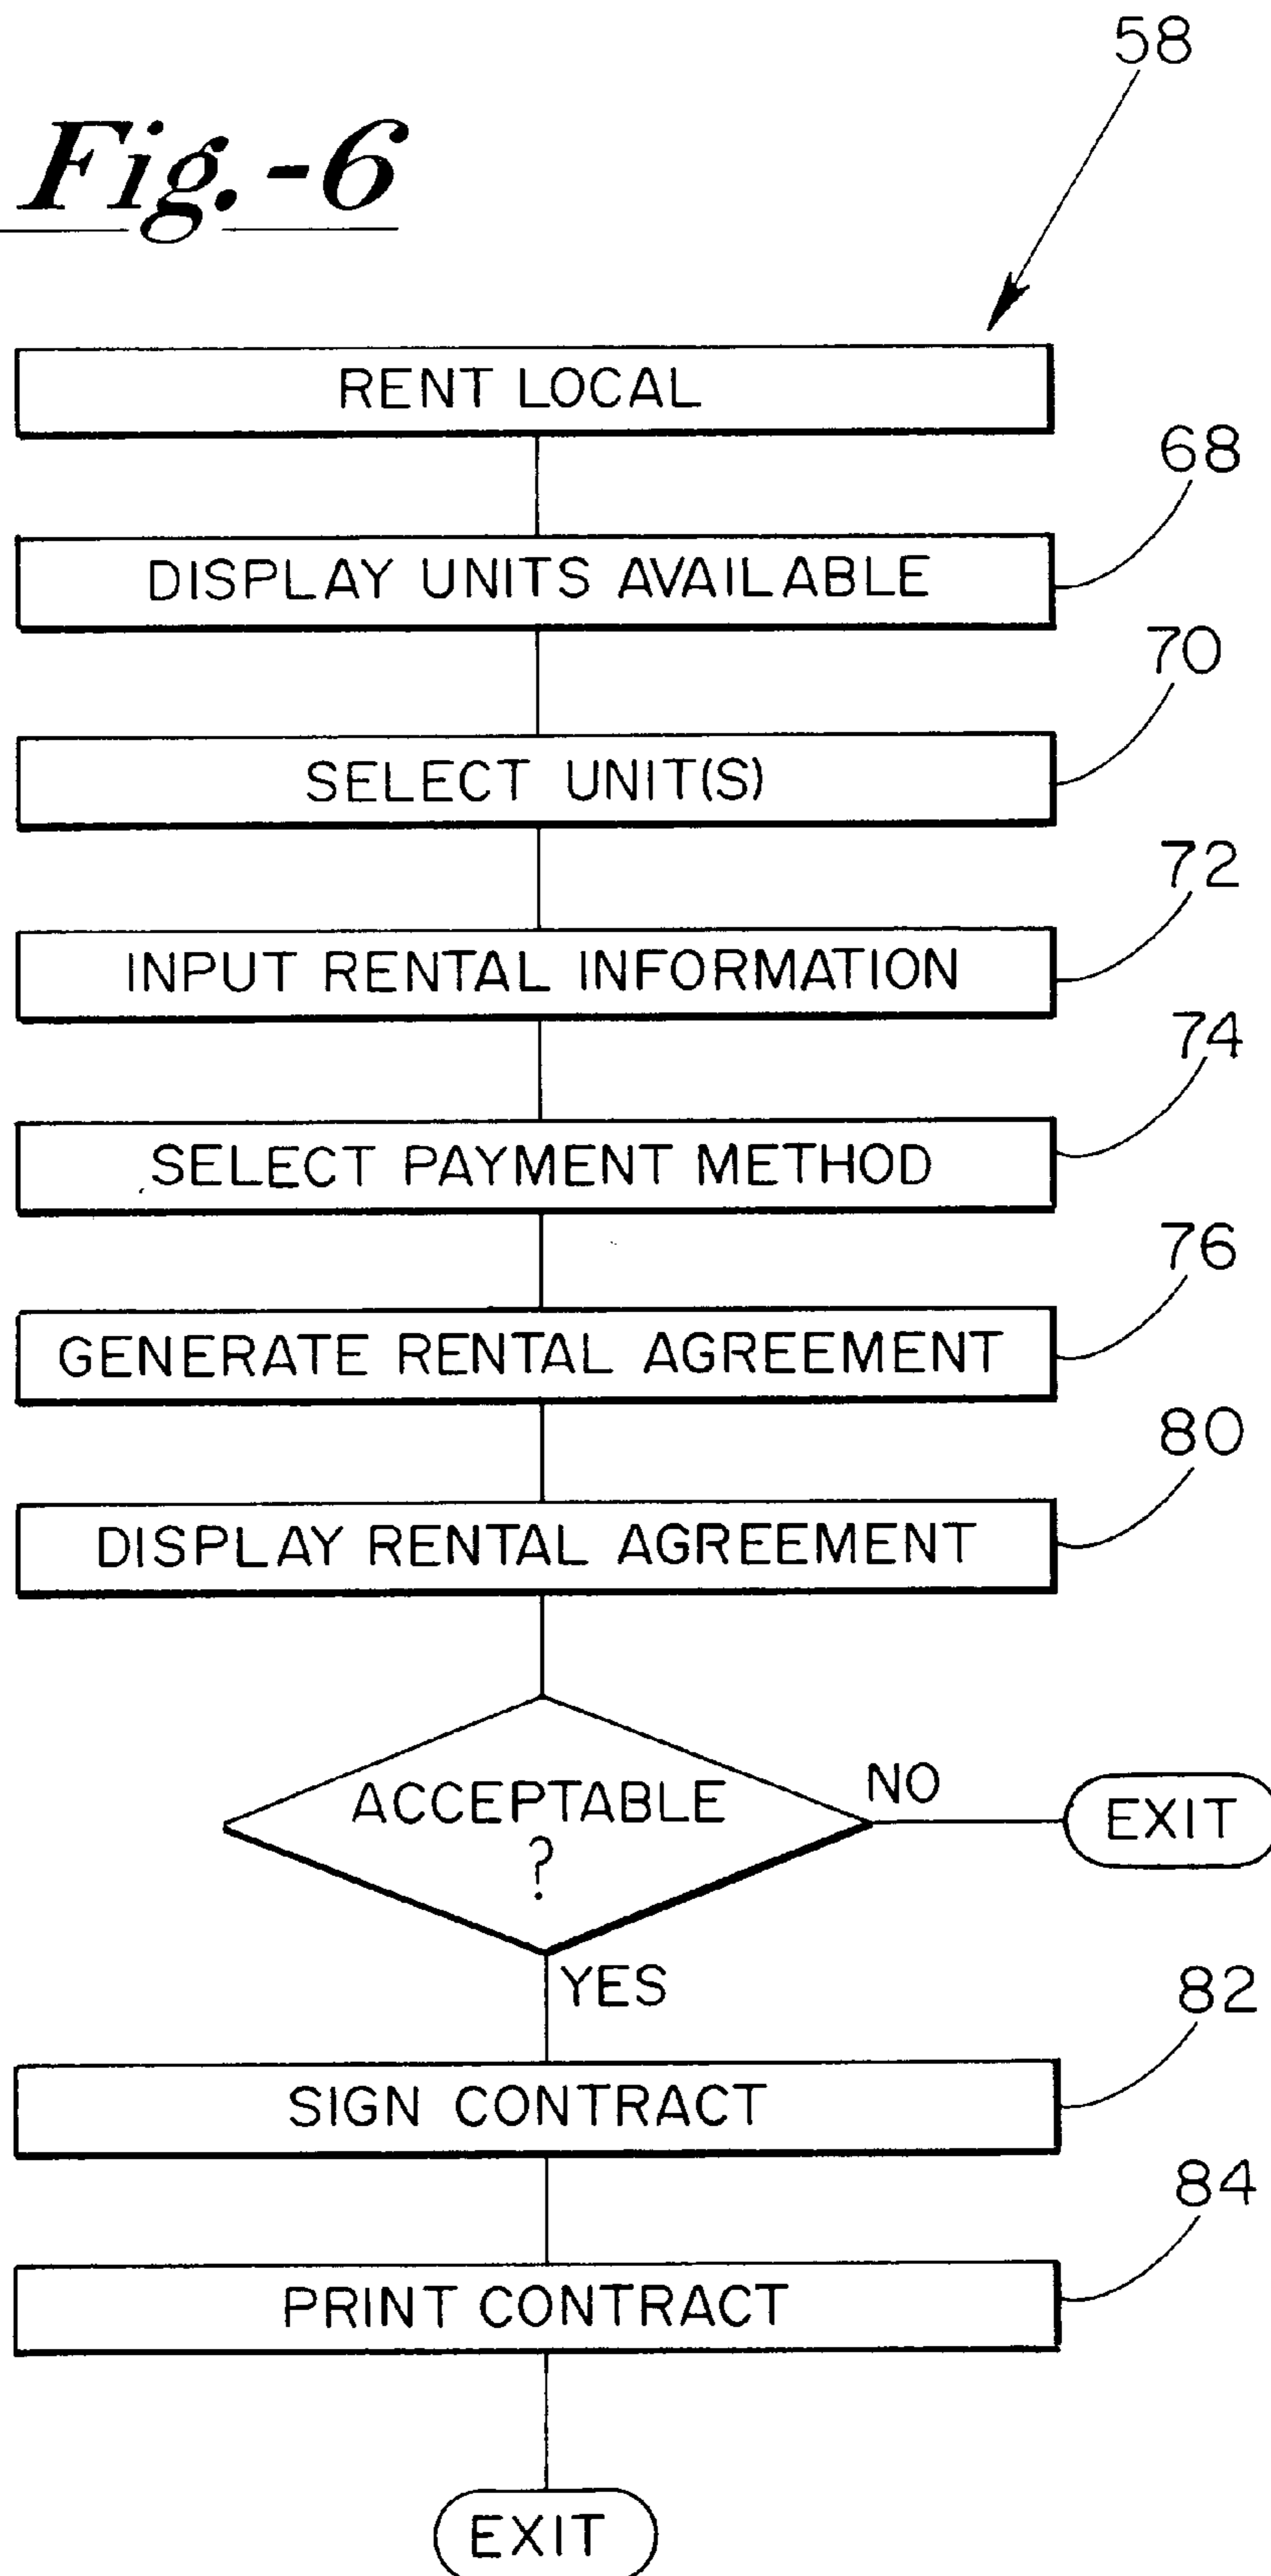 58
Fig.-6
RENT LOCAL
68
DISPLAY UNITS AVAILABLE
70
SELECT UNIT(S)
72
INPUT RENTAL INFORMATION
74
SELECT PAYMENT METHOD
76
GENERATE RENTAL AGREEMENT
80
DISPLAY RENTAL AGREEMENT
ACCEPTABLE
?
NO
EXIT
YES
82
SIGN CONTRACT
84
PRINT CONTRACT
EXIT